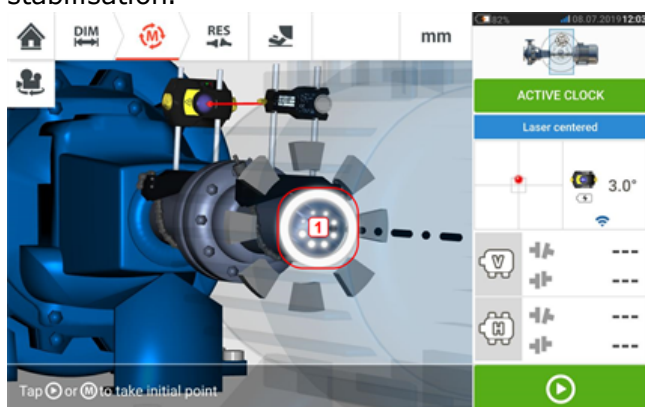 stabilisation.
DIM
M
RES
mm
82%
08.07.2019 12:03
ACTIVE CLOCK
Laser centered
3.0°
1
V
---
---
H
---
---
Tap or M to take initial point